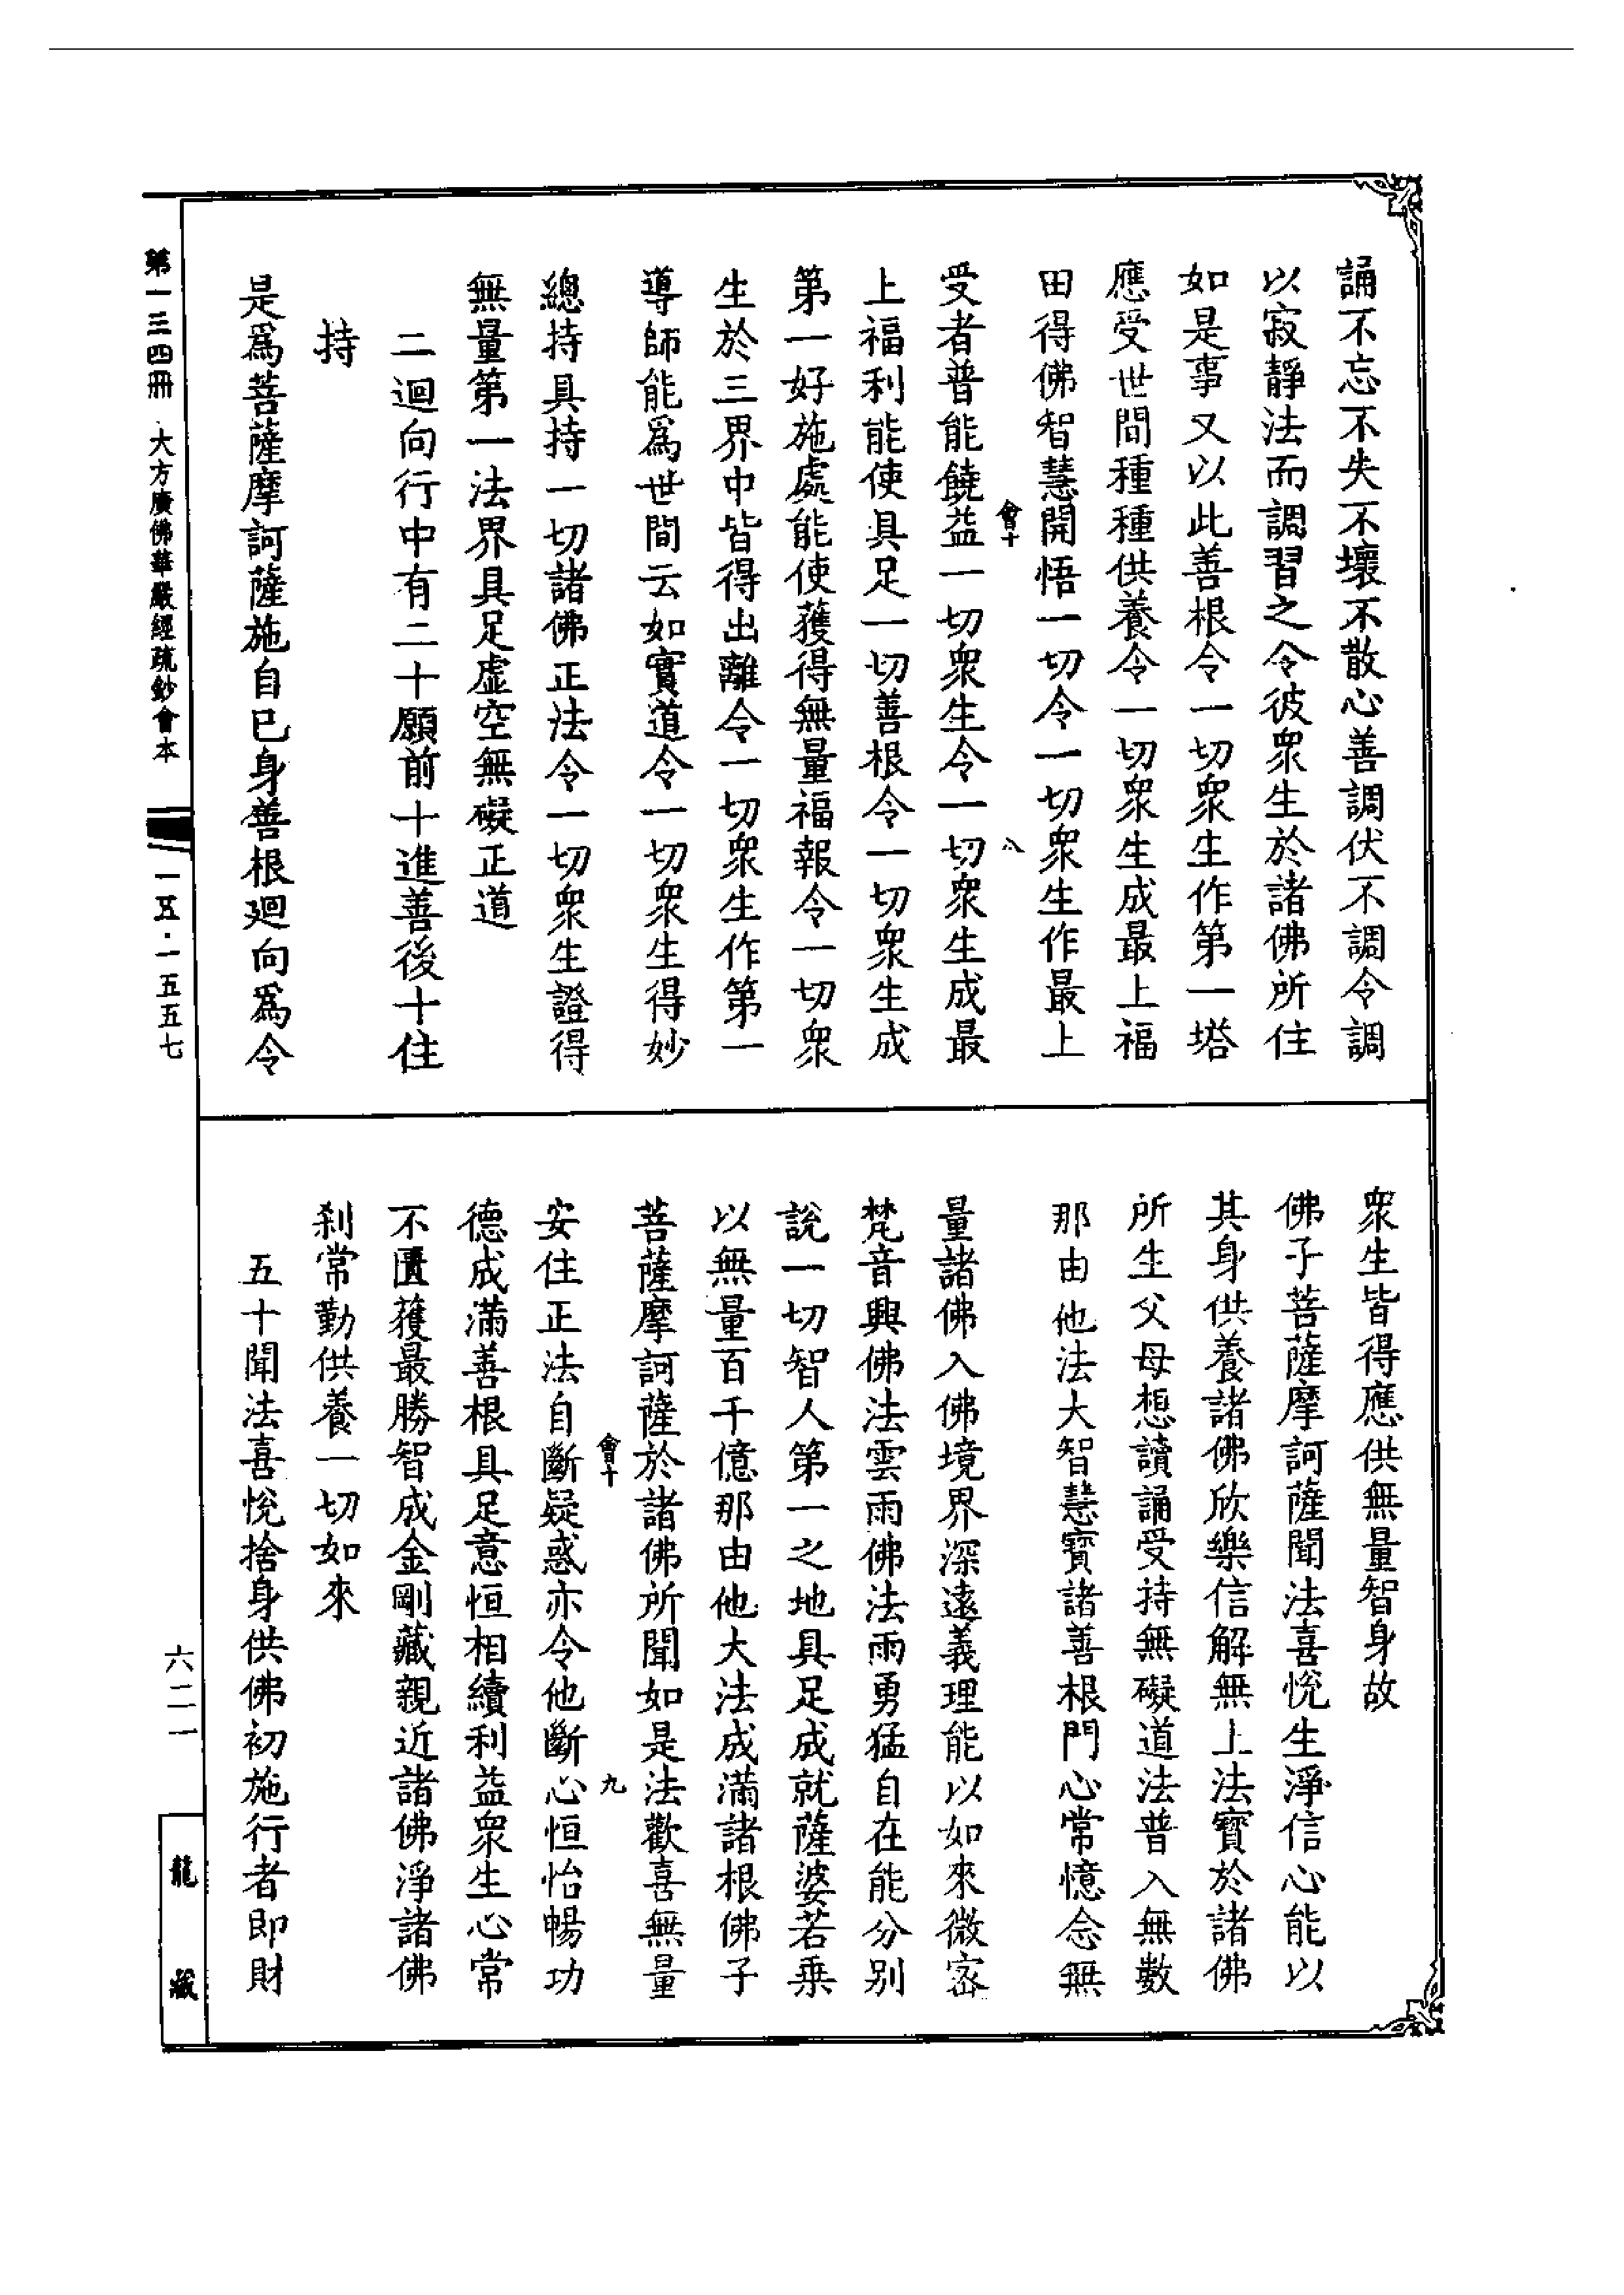 誦不忘不失不壞不散心善調伏不調令調
以寂靜法而調習之令彼眾生於諸佛所住
如是事又以此善根令一切眾生作第一塔
應受世間種種供養令一切眾生成最上福
田得佛智慧開悟一切令一切眾生作最上
會十 八
受者普能饒益一切眾生令一切眾生成最
上福利能使具足一切善根令一切眾生成
第一好施處能使獲得無量福報令一切眾
生於三界中皆得出離令一切眾生作第一
導師能爲世間云如實道令一切眾生得妙
總持具持一切諸佛正法令一切眾生證得
無量第一法界具足虛空無礙正道
二迴向行中有二十願前十進善後十住
持
是爲菩薩摩訶薩施自已身善根迴向爲令
眾生皆得應供無量智身故
佛子菩薩摩訶薩聞法喜悅生淨信心能以
其身供養諸佛欣樂信解無上法寶於諸佛
所生父母想讀誦受持無礙道法普入無數
那由他法大智慧寶諸善根門心常憶念無
量諸佛入佛境界深遠義理能以如來微密
梵音興佛法雲雨佛法雨勇猛自在能分別
說一切智人第一之地具足成就薩婆若乘
以無量百千億那由他大法成滿諸根佛子
菩薩摩訶薩於諸佛所聞如是法歡喜無量
會十 九
安住正法自斷疑惑亦令他斷心恒怡暢功
德成滿善根具足意恒相續利益眾生心常
不匱獲最勝智成金剛藏親近諸佛淨諸佛
剎常勤供養一切如來
五十聞法喜悅捨身供佛初施行者即財
第一三四冊 大方廣佛華嚴經疏鈔會本
一五·一五五七
六二一
龍藏